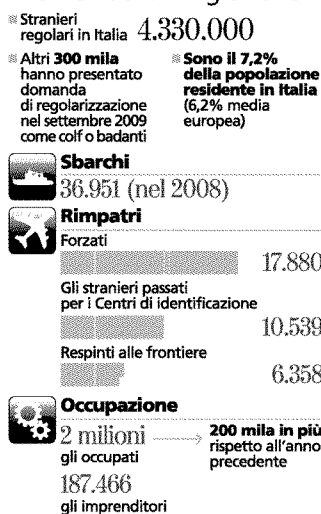 Stranieri
regolari in Italia 4.330.000
Altri 300 mila
hanno presentato
domanda
di regolarizzazione
nel settembre 2009
come colf o badanti
Sono il 7,2%
della popolazione
residente in Italia
(6,2% media
europea)
Sbarchi
36.951 (nel 2008)
Rimpatri
Forzati
17.880
Gli stranieri passati
per i Centri di identificazione
10.539
Respinti alle frontiere
6.358
Occupazione
2 milioni
gli occupati
200 mila in più
rispetto all'anno
precedente
187.466
gli imprenditori